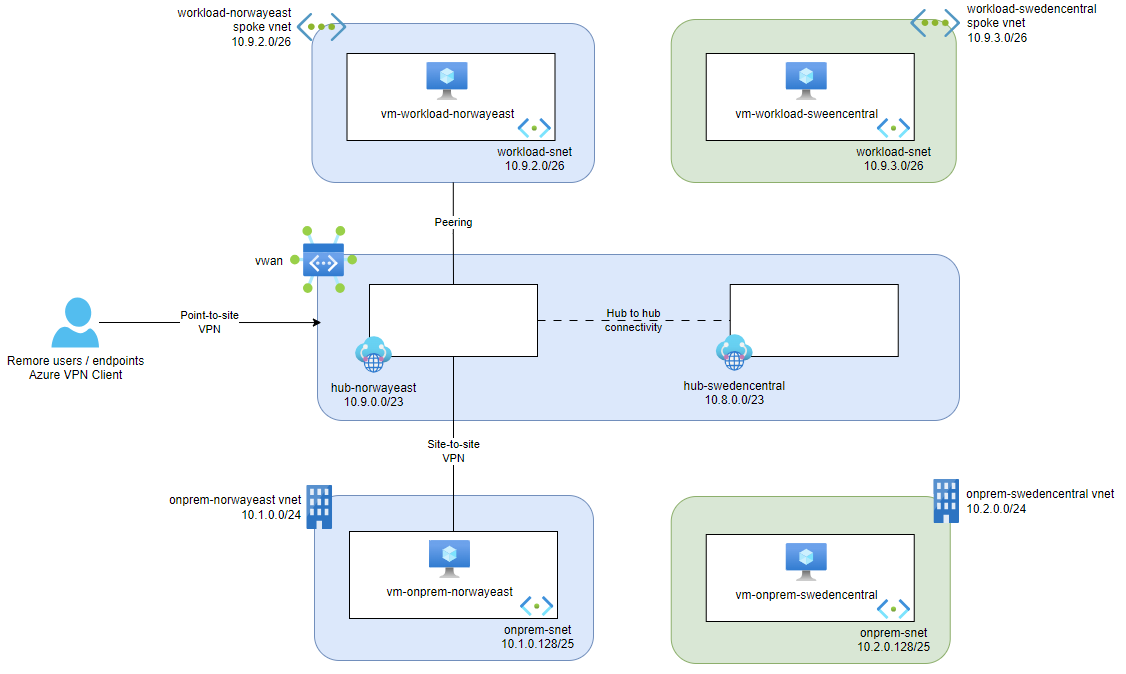 workload-norwayeast
spoke vnet
10.9.2.0/26
workload-swedencentral
spoke vnet
10.9.3.0/26
vm-workload-norwayeast
workload-snet
10.9.2.0/26
vm-workload-sweencentral
workload-snet
10.9.3.0/26
Peering
vwan
Point-to-site
VPN
Remore users / endpoints
Azure VPN Client
Hub to hub
connectivity
hub-norwayeast
10.9.0.0/23
hub-swedencentral
10.8.0.0/23
Site-to-site
VPN
onprem-norwayeast vnet
10.1.0.0/24
onprem-swedencentral vnet
10.2.0.0/24
vm-onprem-norwayeast
onprem-snet
10.1.0.128/25
vm-onprem-swedencentral
onprem-snet
10.2.0.128/25